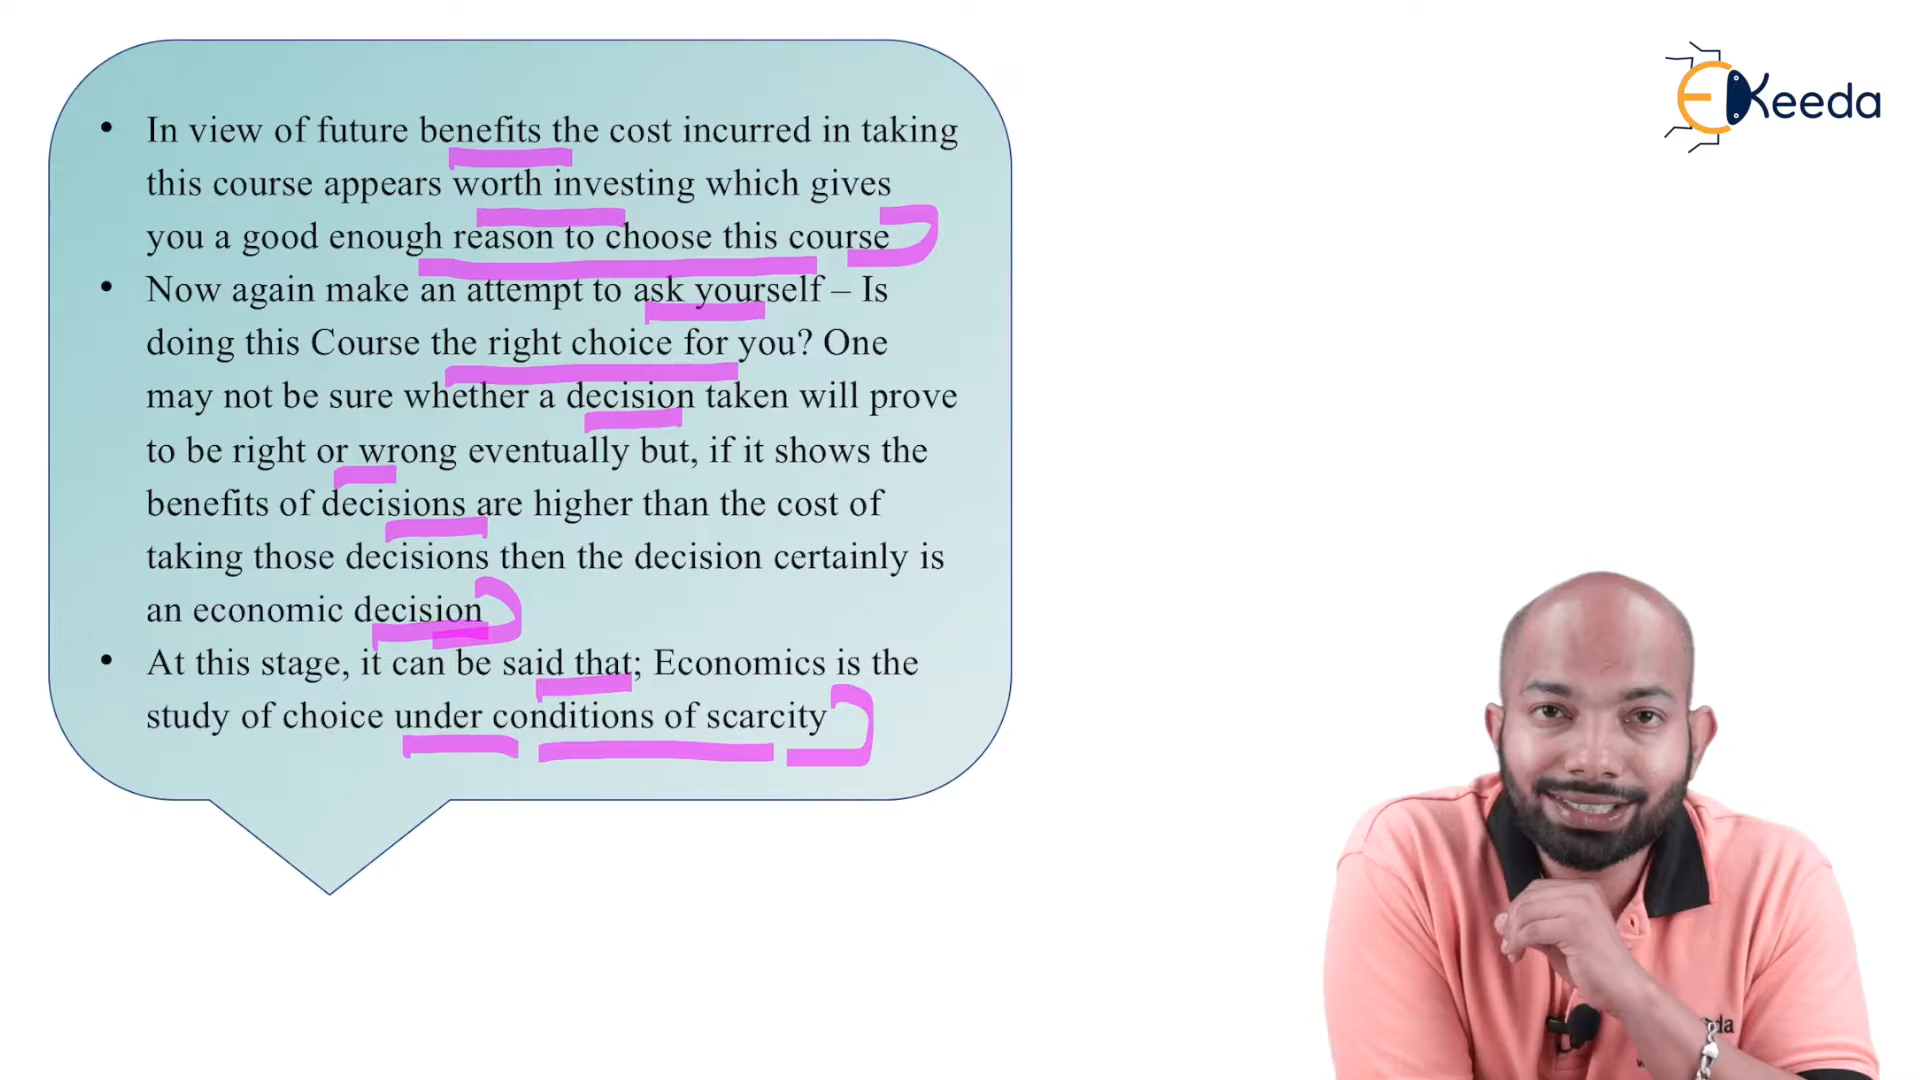 • In view of future benefits the cost incurred in taking
this course appears worth investing which gives
you a good enough reason to choose this course
• Now again make an attempt to ask yourself – Is
doing this Course the right choice for you? One
may not be sure whether a decision taken will prove
to be right or wrong eventually but, if it shows the
benefits of decisions are higher than the cost of
taking those decisions then the decision certainly is
an economic decision
• At this stage, it can be said that; Economics is the
study of choice under conditions of scarcity
EKeeda